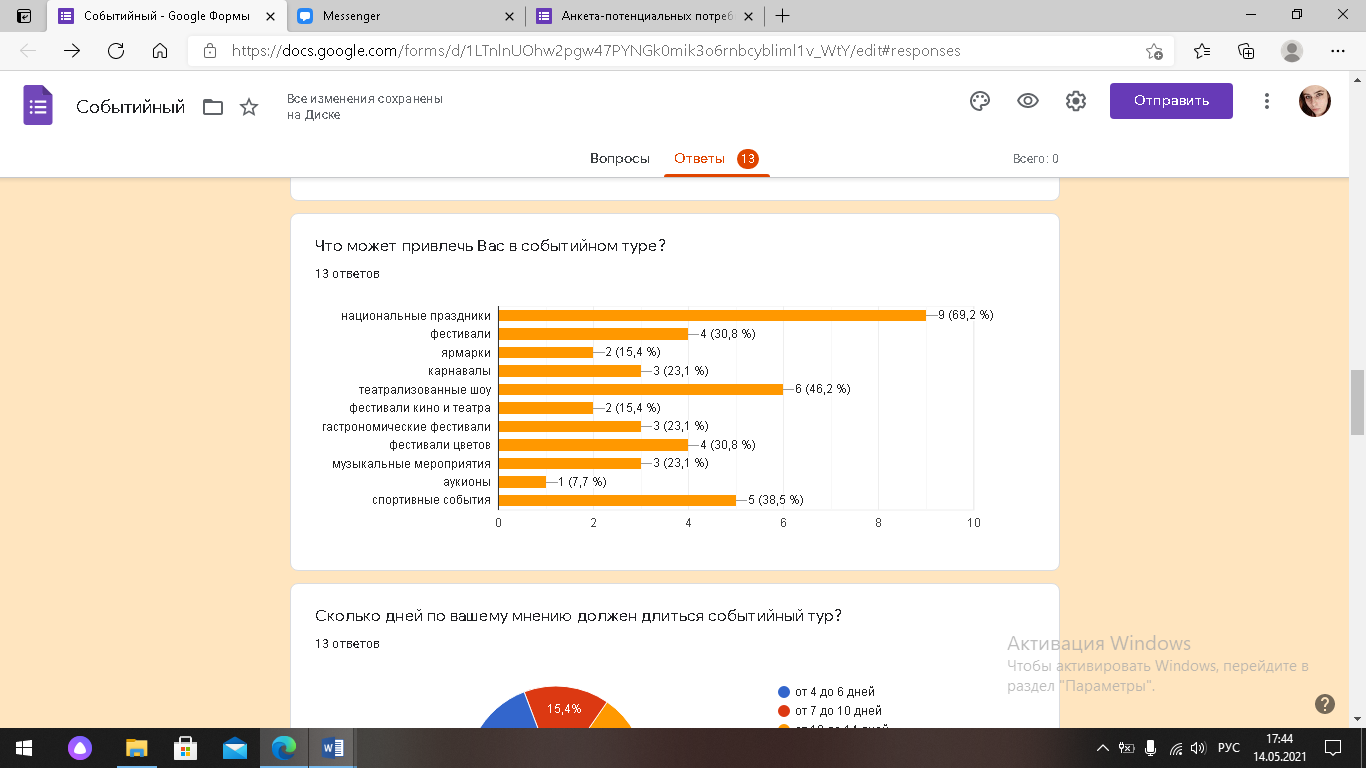 Событийный - Google Формы
Messenger
Анкета-потенциальных потреб
https://docs.google.com/forms/d/1LTnlnUOhw2pgw47PYNGk0mik3o6rnbcybliml1v_WtY/edit#responses
Событийный
Все изменения сохранены
на Диске
Отправить
Вопросы
Ответы 13
Всего: 0
Что может привлечь Вас в событийном туре?
13 ответов
национальные праздники 9 (69,2 %)
фестивали 4 (30,8 %)
ярмарки 2 (15,4 %)
карнавалы 3 (23,1 %)
театрализованные шоу 6 (46,2 %)
фестивали кино и театра 2 (15,4 %)
гастрономические фестивали 3 (23,1 %)
фестивали цветов 4 (30,8 %)
музыкальные мероприятия 3 (23,1 %)
аукционы 1 (7,7 %)
спортивные события 5 (38,5 %)
0 2 4 6 8 10
Сколько дней по вашему мнению должен длиться событийный тур?
13 ответов
15,4%
от 4 до 6 дней
от 7 до 10 дней
Активация Windows
Чтобы активировать Windows, перейдите в
раздел "Параметры".
РУС
17:44
14.05.2021